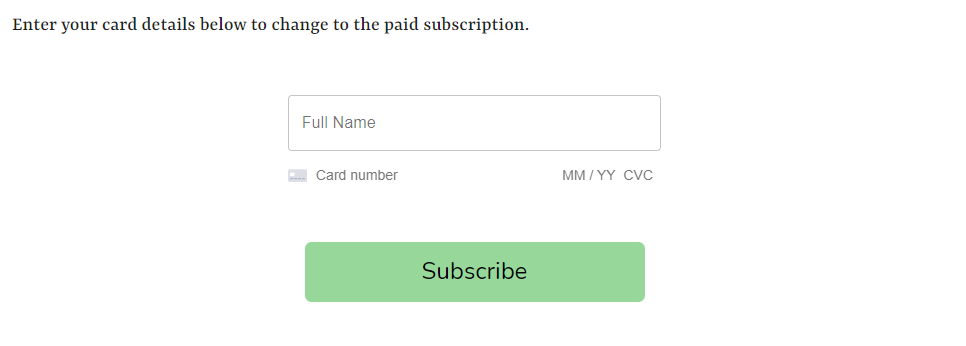 Enter your card details below to change to the paid subscription.
Full Name
Card number MM / YY CVC
Subscribe